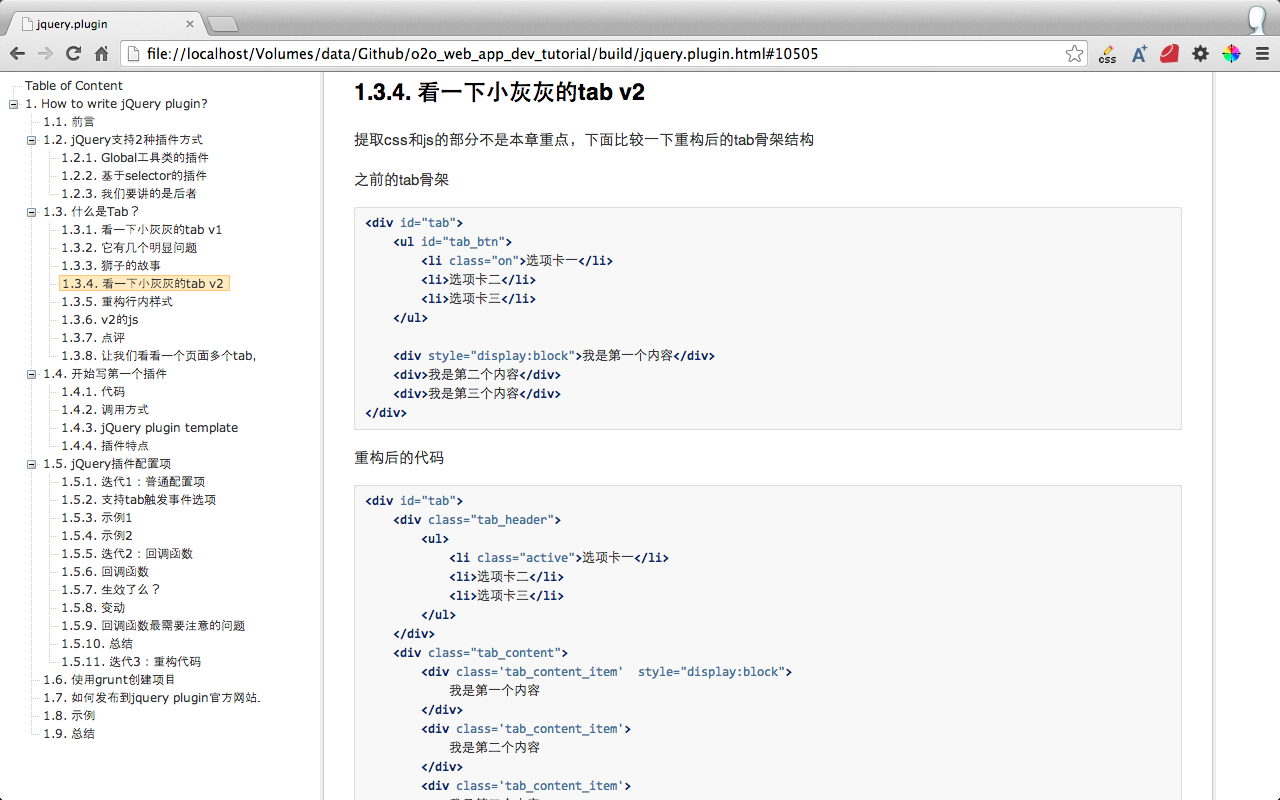 jquery.plugin
file://localhost/Volumes/data/Github/o2o_web_app_dev_tutorial/build/jquery.plugin.html#10505
css
Table of Content
1. How to write jQuery plugin?
1.1. 前言
1.2. jQuery支持2种插件方式
1.2.1. Global工具类的插件
1.2.2. 基于selector的插件
1.2.3. 我们要讲的是后者
1.3. 什么是Tab？
1.3.1. 看一下小灰灰的tab v1
1.3.2. 它有几个明显问题
1.3.3. 狮子的故事
1.3.4. 看一下小灰灰的tab v2
1.3.5. 重构行内样式
1.3.6. v2的js
1.3.7. 点评
1.3.8. 让我们看看一个页面多个tab,
1.4. 开始写第一个插件
1.4.1. 代码
1.4.2. 调用方式
1.4.3. jQuery plugin template
1.4.4. 插件特点
1.5. jQuery插件配置项
1.5.1. 迭代1：普通配置项
1.5.2. 支持tab触发事件选项
1.5.3. 示例1
1.5.4. 示例2
1.5.5. 迭代2：回调函数
1.5.6. 回调函数
1.5.7. 生效了么？
1.5.8. 变动
1.5.9. 回调函数最需要注意的问题
1.5.10. 总结
1.5.11. 迭代3：重构代码
1.6. 使用grunt创建项目
1.7. 如何发布到jquery plugin官方网站.
1.8. 示例
1.9. 总结
1.3.4. 看一下小灰灰的tab v2
提取css和js的部分不是本章重点，下面比较一下重构后的tab骨架结构
之前的tab骨架
<div id="tab">
    <ul id="tab_btn">
        <li class="on">选项卡一</li>
        <li>选项卡二</li>
        <li>选项卡三</li>
    </ul>
    <div style="display:block">我是第一个内容</div>
    <div>我是第二个内容</div>
    <div>我是第三个内容</div>
</div>
重构后的代码
<div id="tab">
    <div class="tab_header">
        <ul>
            <li class="active">选项卡一</li>
            <li>选项卡二</li>
            <li>选项卡三</li>
        </ul>
    </div>
    <div class="tab_content">
        <div class='tab_content_item'  style="display:block">
            我是第一个内容
        </div>
        <div class='tab_content_item'>
            我是第二个内容
        </div>
        <div class='tab_content_item'>